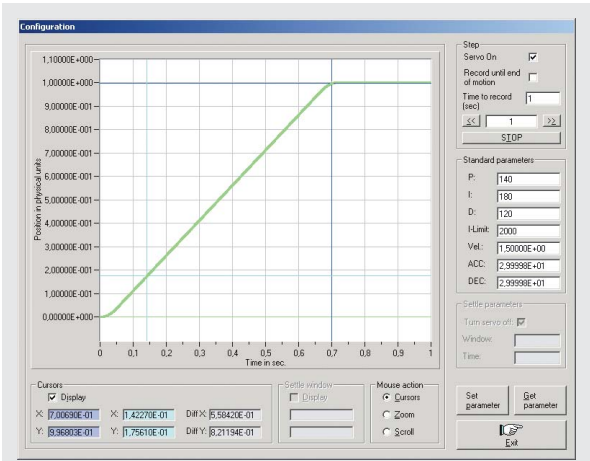 Configuration
1,10000E+000
1,00000E+000
9,00000E-001
8,00000E-001
7,00000E-001
6,00000E-001
5,00000E-001
4,00000E-001
3,00000E-001
2,00000E-001
1,00000E-001
0,00000E+000
Position in physical units
0 0,1 0,2 0,3 0,4 0,5 0,6 0,7 0,8 0,9 1
Time in sec.
Step
Servo On
Record until end
of motion
Time to record
(sec)
1
<< 1 >>
STOP
Standard parameters
P: 140
I: 180
D: 120
I-Limit: 2000
Vel.: 1,50000E+00
ACC: 2,99998E+01
DEC: 2,99998E+01
Settle parameters
Turn servo off:
Window:
Time:
Cursors
Display
X: 7,00690E-01 X: 1,42270E-01 Diff X: 5,58420E-01
Y: 9,96803E-01 Y: 1,75610E-01 Diff Y: 8,21194E-01
Settle window
Display
Mouse action
Cursors
Zoom
Scroll
Set
parameter
Get
parameter
Exit